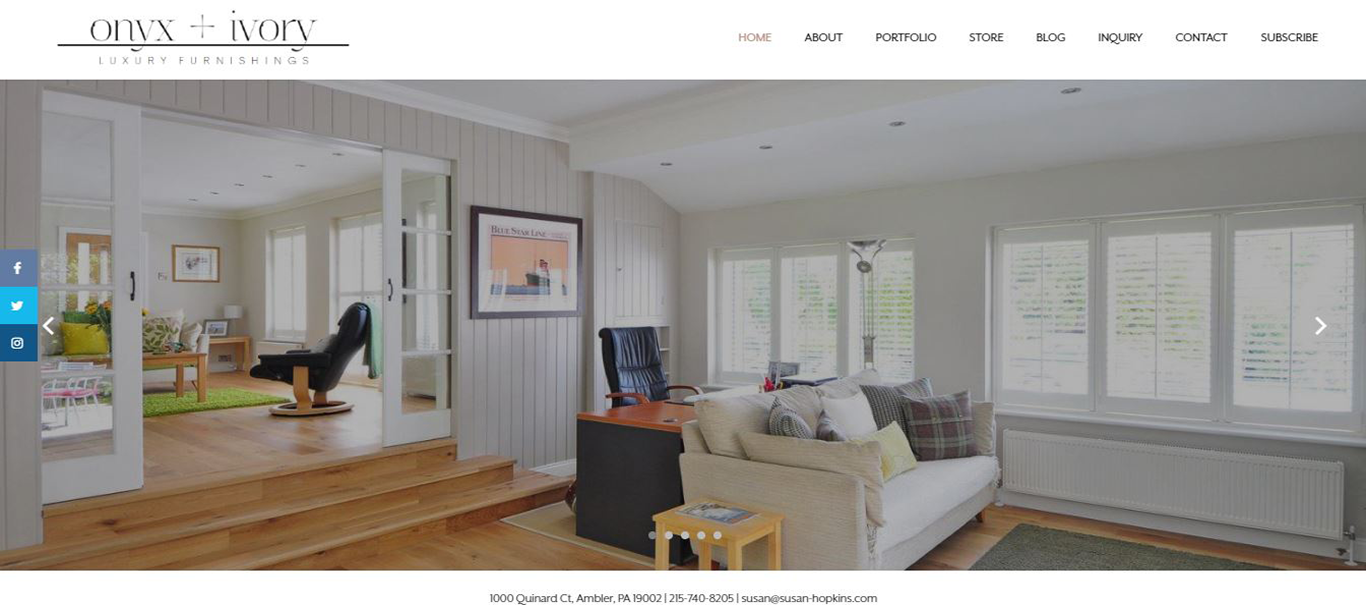 onyx + ivory
LUXURY FURNISHINGS
HOME ABOUT PORTFOLIO STORE BLOG INQUIRY CONTACT SUBSCRIBE
BLUE STAR LINE
1000 Quinard Ct, Ambler, PA 19002 | 215-740-8205 | susan@susan-hopkins.com